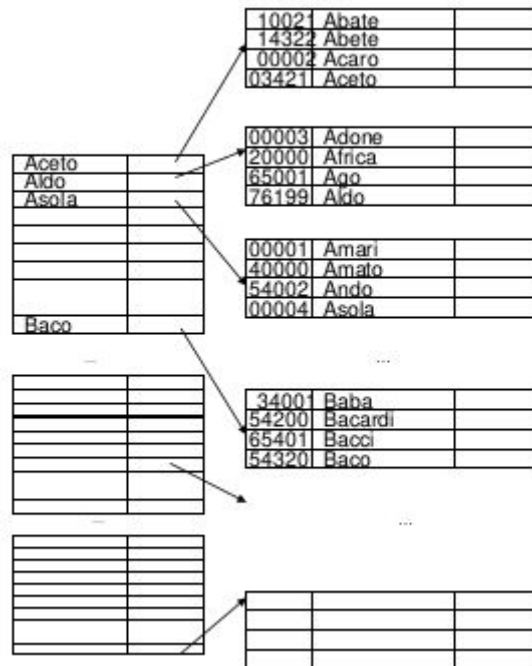 10021 Abate
14322 Abete
00002 Acaro
03421 Aceto
00003 Adone
20000 Africa
65001 Ago
76199 Aldo
Aceto
Aldo
Asola
Baco
00001 Amari
40000 Amato
54002 Ando
00004 Asola
...
...
34001 Baba
54200 Bacardi
65401 Bacci
54320 Baco
...
...